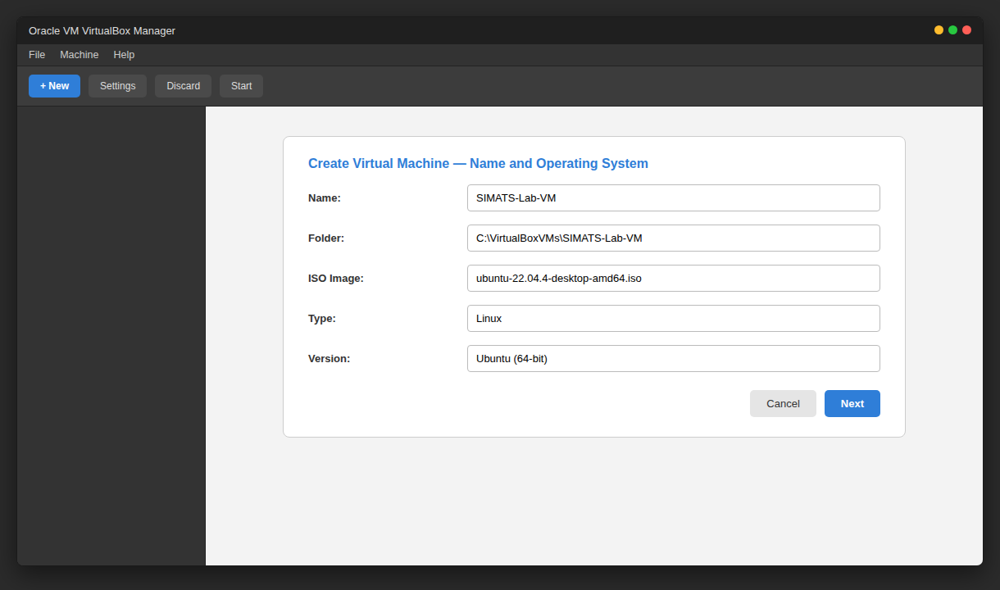 Oracle VM VirtualBox Manager
File Machine Help
+ New Settings Discard Start
Create Virtual Machine — Name and Operating System
Name: SIMATS-Lab-VM
Folder: C:\VirtualBoxVMs\SIMATS-Lab-VM
ISO Image: ubuntu-22.04.4-desktop-amd64.iso
Type: Linux
Version: Ubuntu (64-bit)
Cancel Next